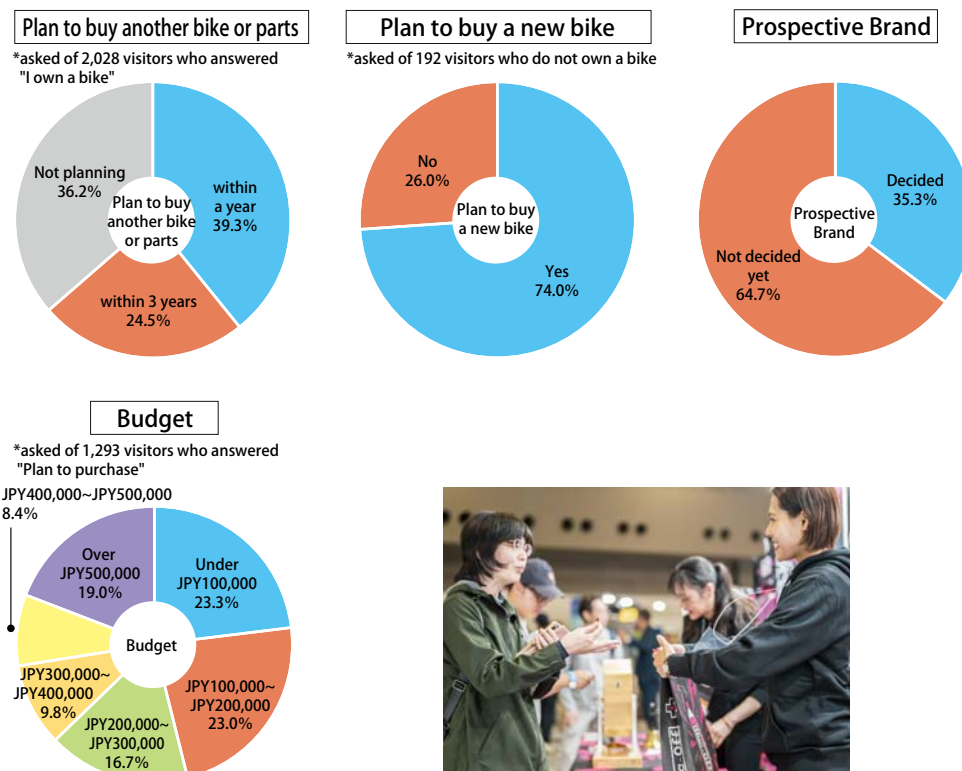 Plan to buy another bike or parts
*asked of 2,028 visitors who answered
"I own a bike"
Not planning
36.2%
within
a year
39.3%
Plan to buy
another bike
or parts
within 3 years
24.5%
Plan to buy a new bike
*asked of 192 visitors who do not own a bike
No
26.0%
Plan to buy
a new bike
Yes
74.0%
Prospective Brand
Decided
35.3%
Prospective
Brand
Not decided
yet
64.7%
Budget
*asked of 1,293 visitors who answered
"Plan to purchase"
JPY400,000~JPY500,000
8.4%
Over
JPY500,000
19.0%
Under
JPY100,000
23.3%
Budget
JPY300,000~
JPY400,000
9.8%
JPY100,000~
JPY200,000
23.0%
JPY200,000~
JPY300,000
16.7%